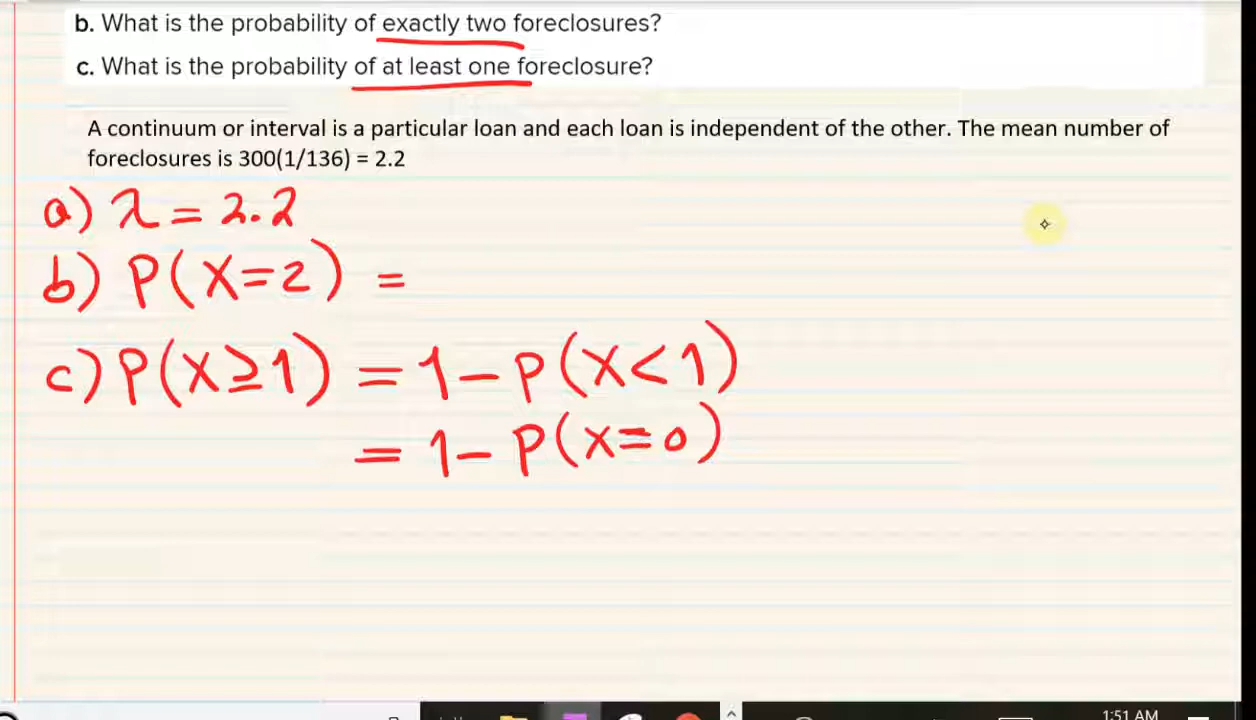 b. What is the probability of exactly two foreclosures?
c. What is the probability of at least one foreclosure?
A continuum or interval is a particular loan and each loan is independent of the other. The mean number of
foreclosures is 300(1/136) = 2.2
a) λ = 2.2
b) P(X=2) =
c) P(X≥1) = 1-P(X<1)
= 1-P(X=0)
1:51 AM